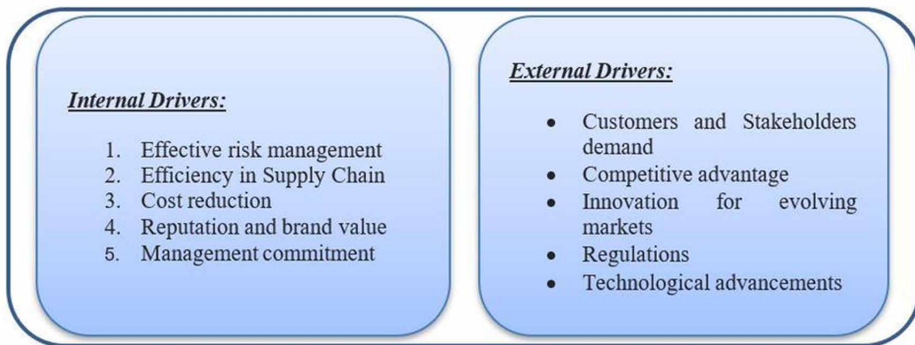 Internal Drivers:
1. Effective risk management
2. Efficiency in Supply Chain
3. Cost reduction
4. Reputation and brand value
5. Management commitment
External Drivers:
• Customers and Stakeholders
demand
• Competitive advantage
• Innovation for evolving
markets
• Regulations
• Technological advancements